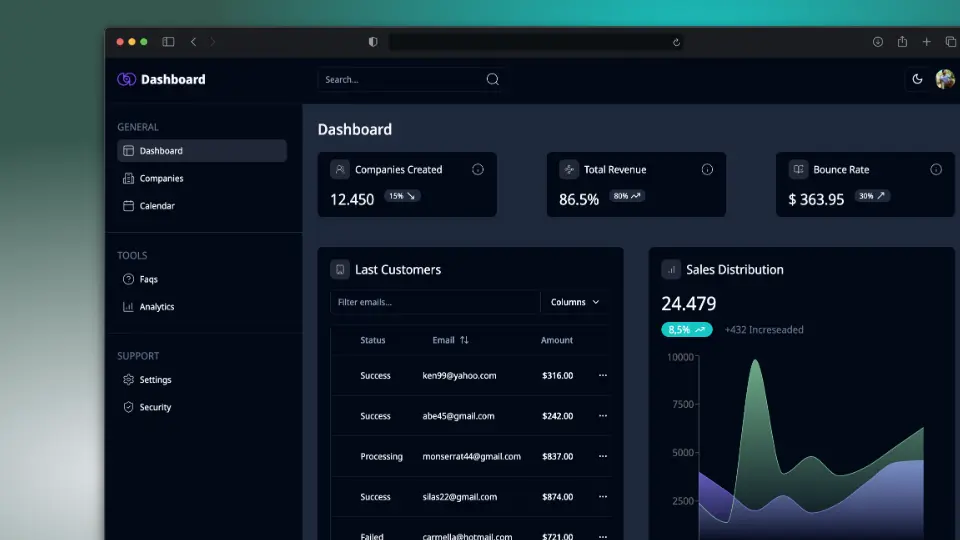 Dashboard
Search...
GENERAL
Dashboard
Companies
Calendar
TOOLS
Faqs
Analytics
SUPPORT
Settings
Security
Dashboard
Companies Created
12.450 15%
Total Revenue
86.5% 80%
Bounce Rate
$ 363.95 30%
Last Customers
Filter emails... Columns
Status Email Amount
Success ken99@yahoo.com $316.00 ...
Success abe45@gmail.com $242.00 ...
Processing monserrat44@gmail.com $837.00 ...
Success silas22@gmail.com $874.00 ...
Failed carmella@hotmail.com $721.00 ...
Sales Distribution
24.479
8,5% +432 Increseaded
10000
7500
5000
2500